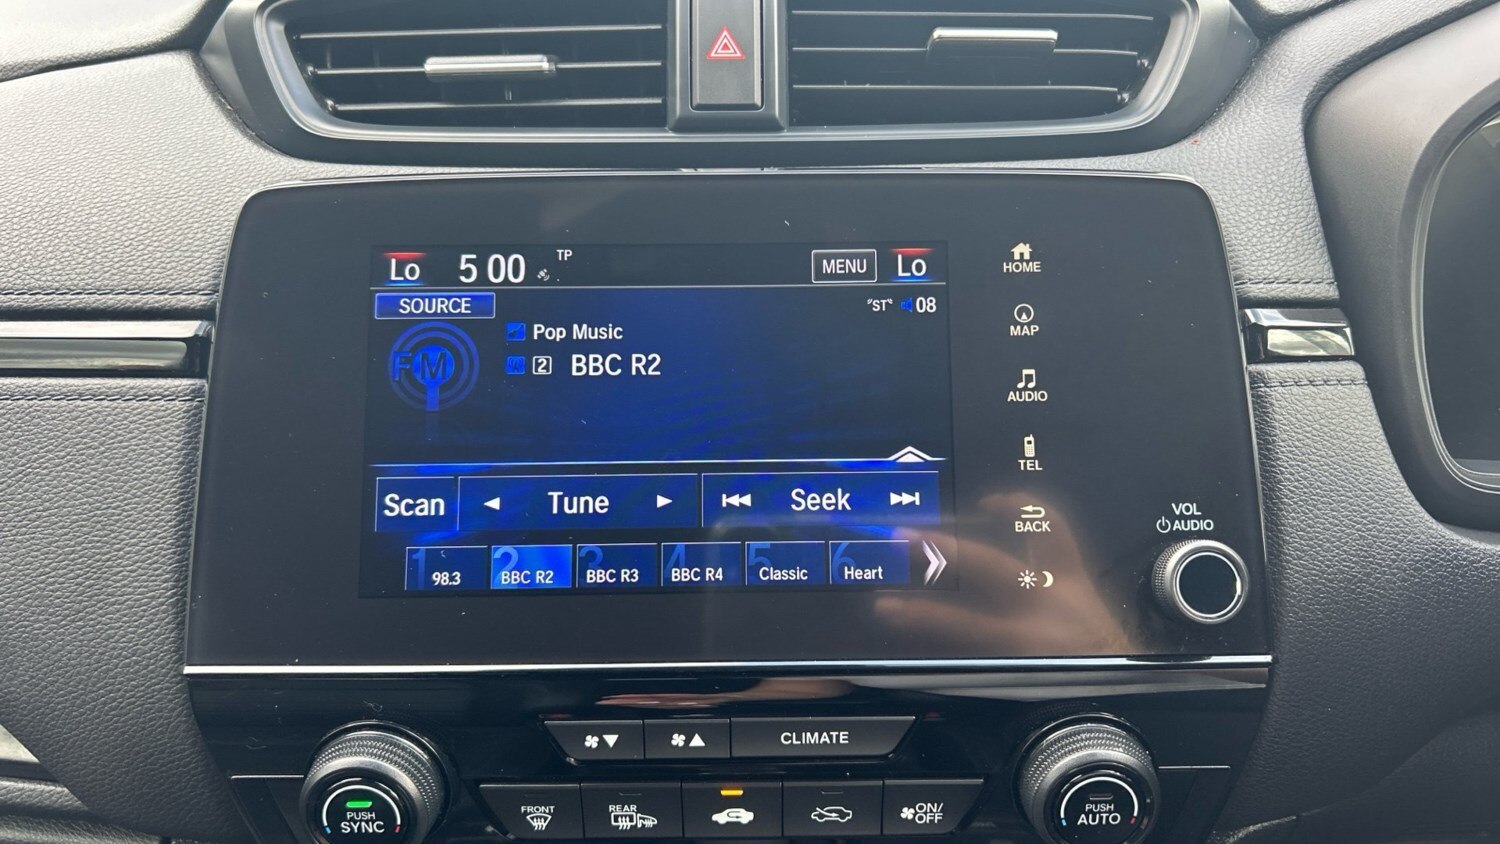 Lo 5 00 TP MENU Lo
SOURCE "ST" 08
FM
Pop Music
2 BBC R2
Scan Tune Seek
1 98.3
2 BBC R2
3 BBC R3
4 BBC R4
5 Classic
6 Heart
HOME
MAP
AUDIO
TEL
BACK
VOL
AUDIO
CLIMATE
PUSH
SYNC
FRONT
REAR
ON/
OFF
PUSH
AUTO